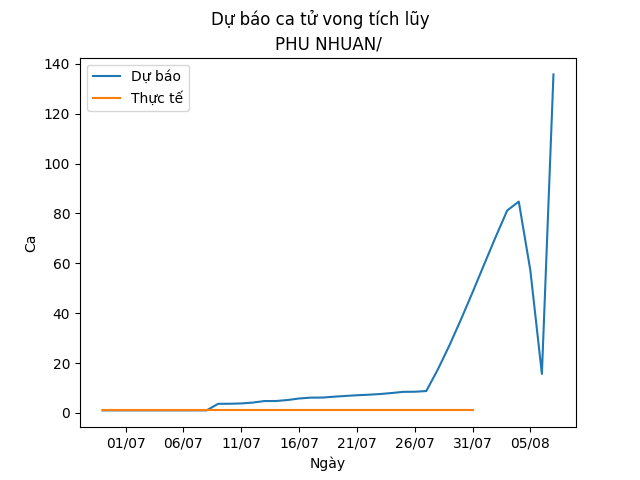 Dự báo ca tử vong tích lũy
PHU NHUAN/
Dự báo
Thực tế
140
120
100
80
60
40
20
0
Ca
01/07 06/07 11/07 16/07 21/07 26/07 31/07 05/08
Ngày